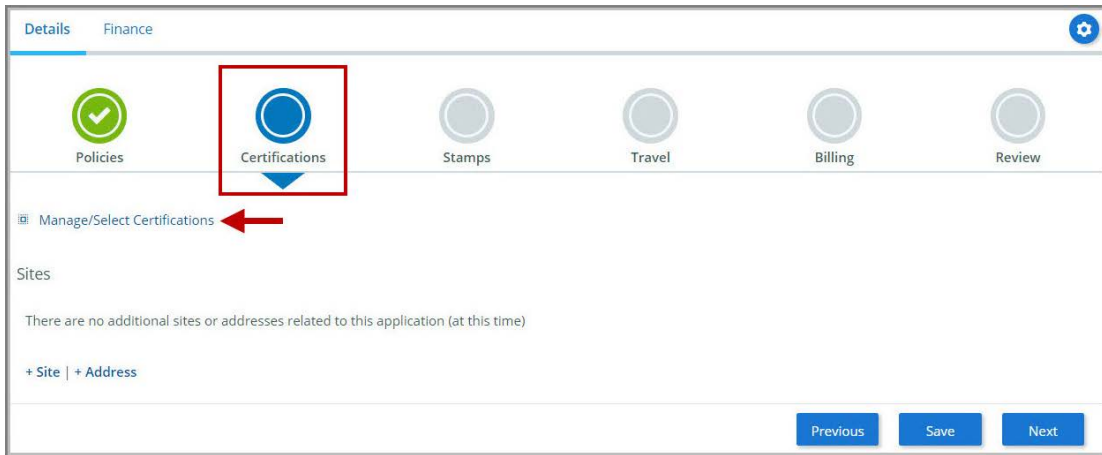 Details Finance
Policies Certifications Stamps Travel Billing Review
Manage/Select Certifications
Sites
There are no additional sites or addresses related to this application (at this time)
+ Site | + Address
Previous Save Next